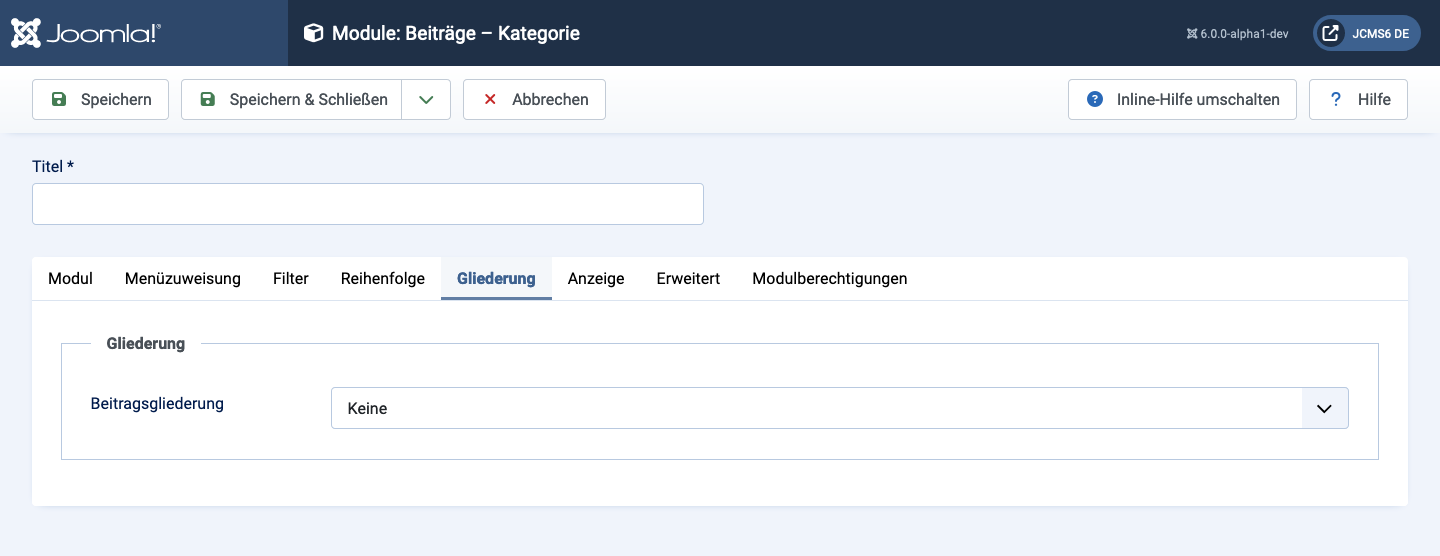 Joomla!® Module: Beiträge – Kategorie 6.0.0-alpha1-dev JCMS6 DE
Speichern Speichern & Schließen Abbrechen Inline-Hilfe umschalten Hilfe
Titel *
Modul Menüzuweisung Filter Reihenfolge Gliederung Anzeige Erweitert Modulberechtigungen
Gliederung
Beitragsgliederung Keine